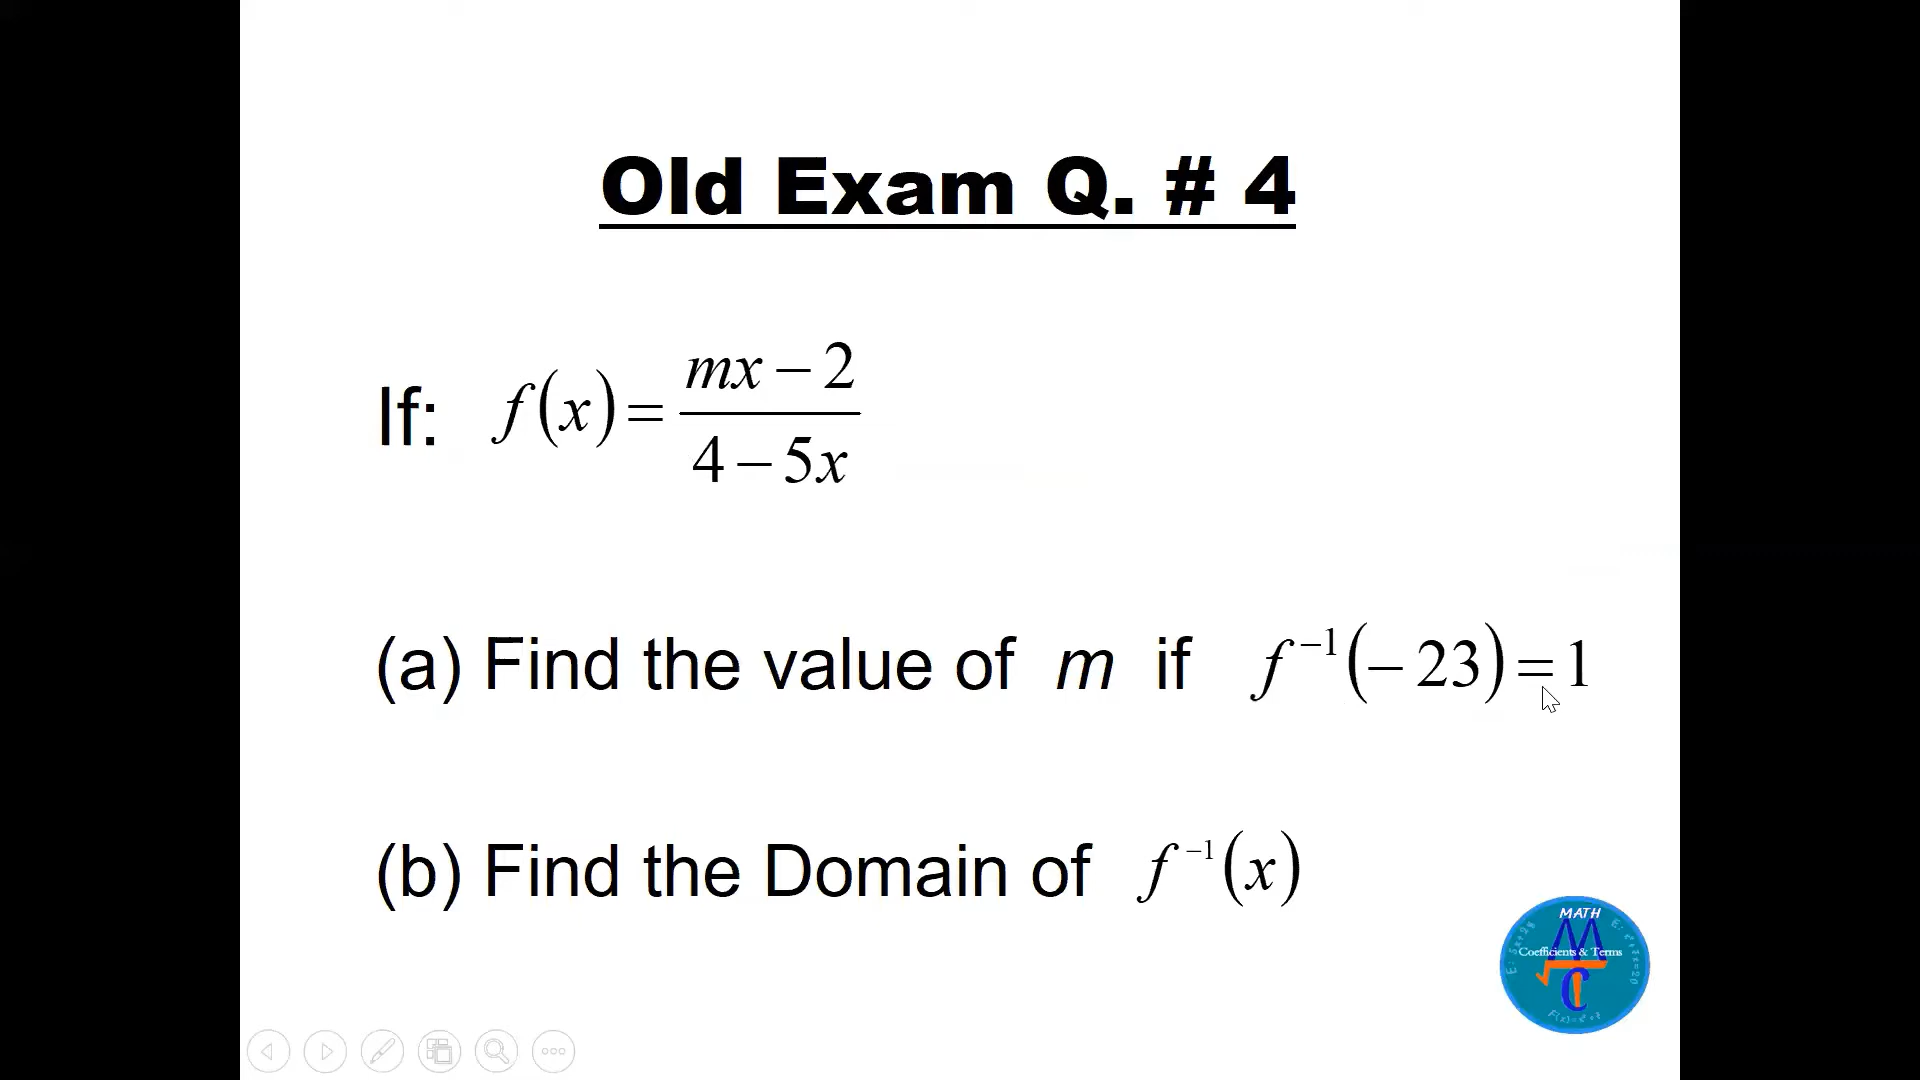 Old Exam Q. # 4
If: f(x) = (mx − 2)/(4 − 5x)
(a) Find the value of m if f⁻¹(− 23) = 1
(b) Find the Domain of f⁻¹(x)
MATH
Coefficients & Terms